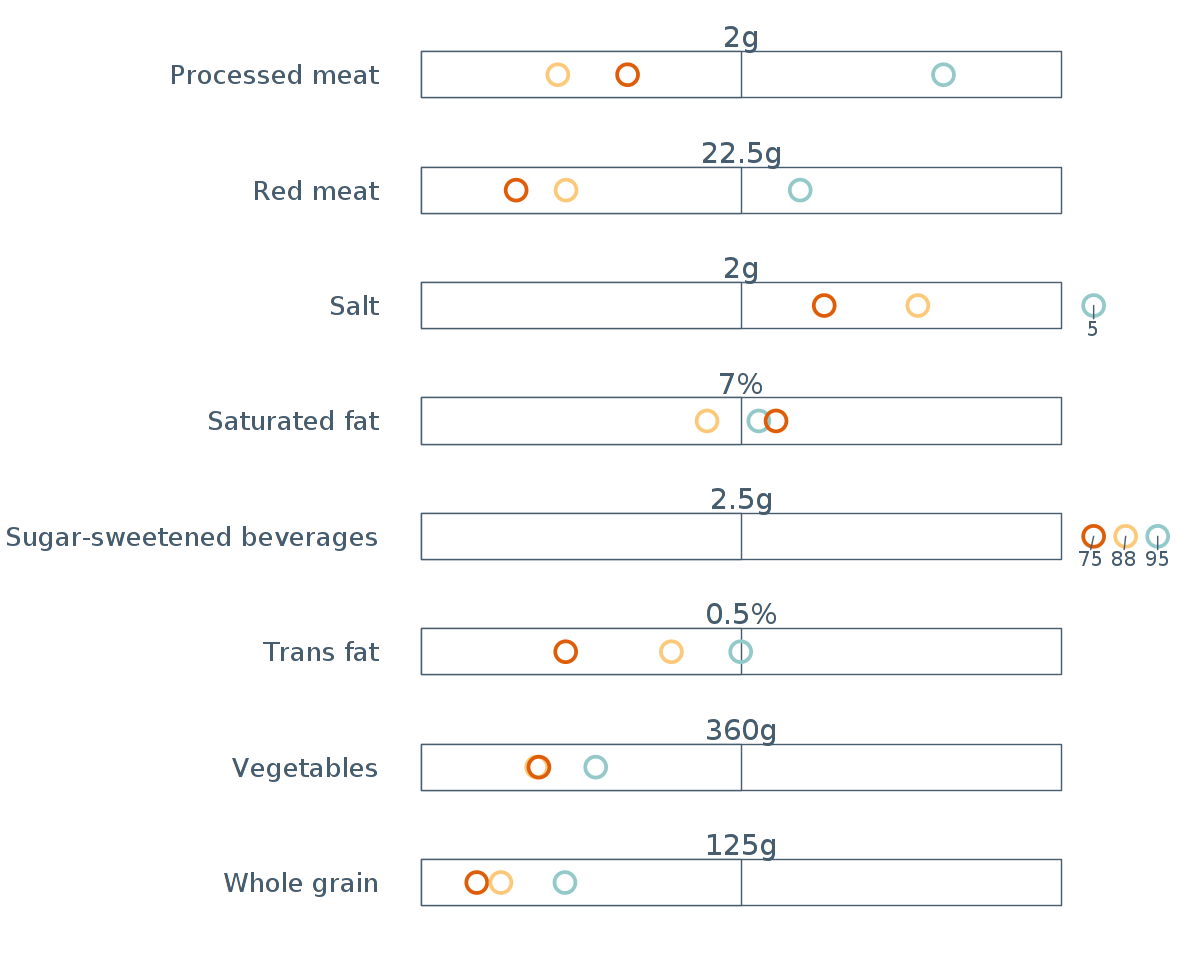 2g
Processed meat
22.5g
Red meat
2g
Salt
5
7%
Saturated fat
2.5g
Sugar-sweetened beverages
75 88 95
0.5%
Trans fat
360g
Vegetables
125g
Whole grain